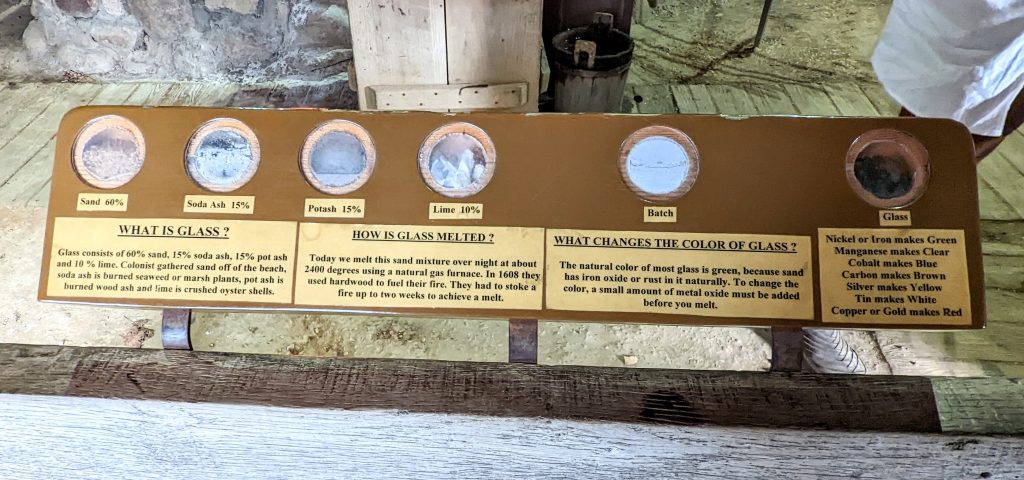 Sand 60%
Soda Ash 15%
Potash 15%
Lime 10%
Batch
Glass
WHAT IS GLASS ?
Glass consists of 60% sand, 15% soda ash, 15% pot ash
and 10 % lime. Colonist gathered sand off of the beach,
soda ash is burned seaweed or marsh plants, pot ash is
burned wood ash and lime is crushed oyster shells.
HOW IS GLASS MELTED ?
Today we melt this sand mixture over night at about
2400 degrees using a natural gas furnace. In 1608 they
used hardwood to fuel their fire. They had to stoke a
fire up to two weeks to achieve a melt.
WHAT CHANGES THE COLOR OF GLASS ?
The natural color of most glass is green, because sand
has iron oxide or rust in it naturally. To change the
color, a small amount of metal oxide must be added
before you melt.
Nickel or Iron makes Green
Manganese makes Clear
Cobalt makes Blue
Carbon makes Brown
Silver makes Yellow
Tin makes White
Copper or Gold makes Red